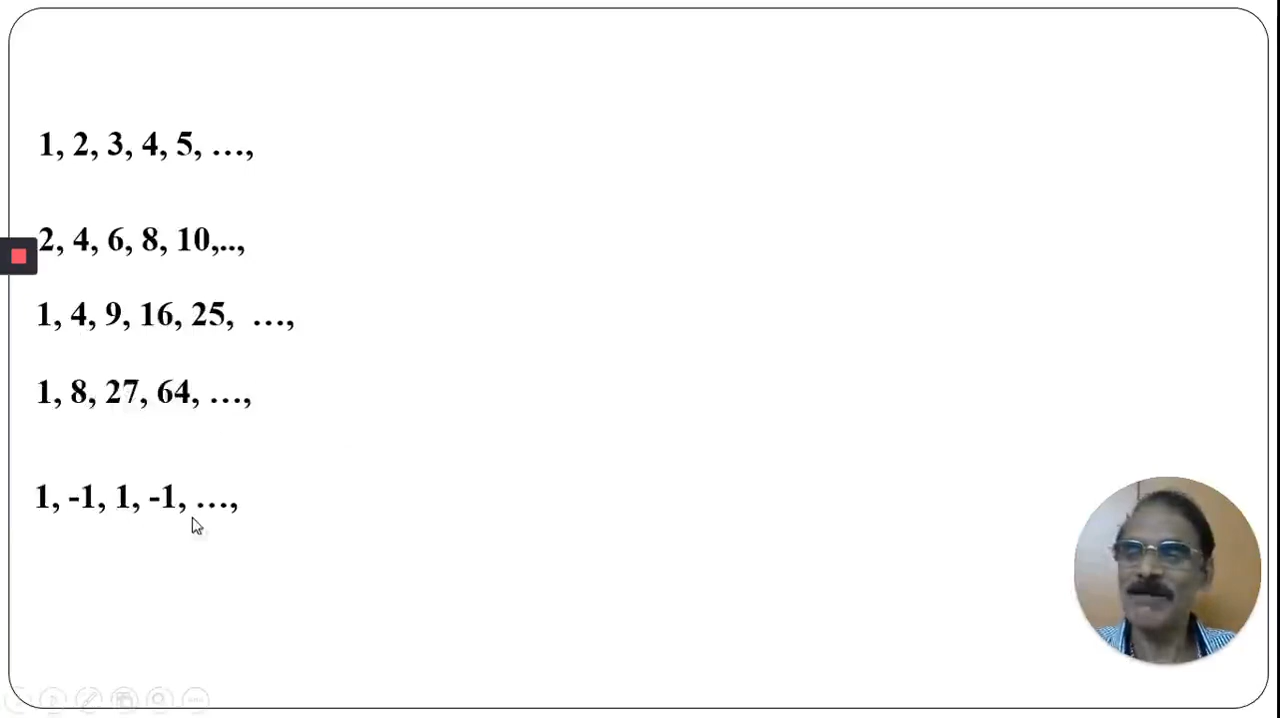 1, 2, 3, 4, 5, …,
2, 4, 6, 8, 10,..,
1, 4, 9, 16, 25,  …,
1, 8, 27, 64, …,
1, -1, 1, -1, …,